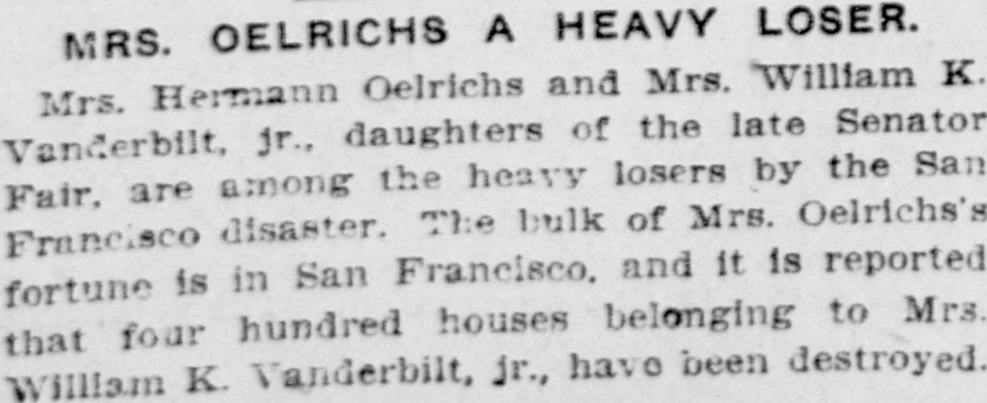 MRS. OELRICHS A HEAVY LOSER.
Mrs. Hermann Oelrichs and Mrs. William K.
Vanderbilt, jr., daughters of the late Senator
Fair, are among the heavy losers by the San
Francisco disaster. The bulk of Mrs. Oelrichs's
fortune is in San Francisco, and it is reported
that four hundred houses belonging to Mrs.
William K. Vanderbilt, jr., have been destroyed.